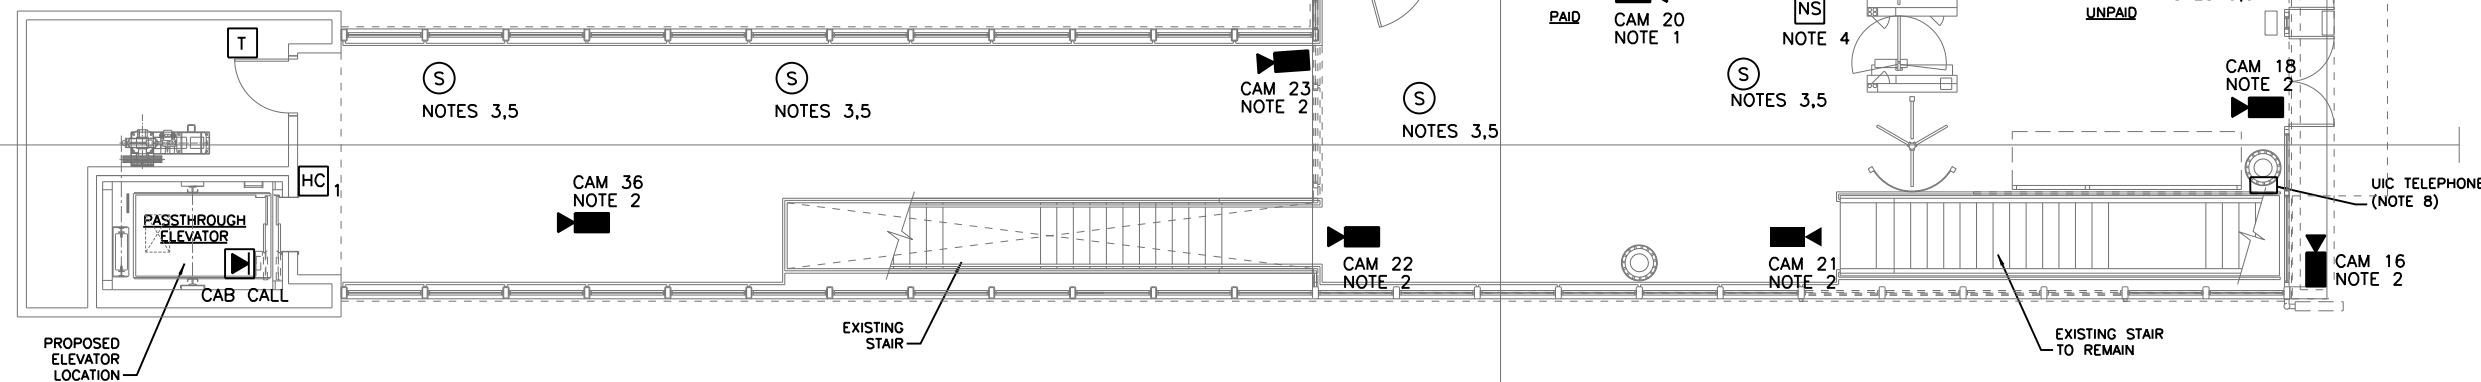 PAID
CAM 20
NOTE 1
NS
NOTE 4
UNPAID
T
S
NOTES 3,5
S
NOTES 3,5
CAM 23
NOTE 2
S
NOTES 3,5
S
NOTES 3,5
CAM 18
NOTE 2
HC
1
CAM 36
NOTE 2
PASSTHROUGH
ELEVATOR
CAB CALL
CAM 22
NOTE 2
CAM 21
NOTE 2
UIC TELEPHONE
(NOTE 8)
CAM 16
NOTE 2
PROPOSED
ELEVATOR
LOCATION
EXISTING
STAIR
EXISTING STAIR
TO REMAIN